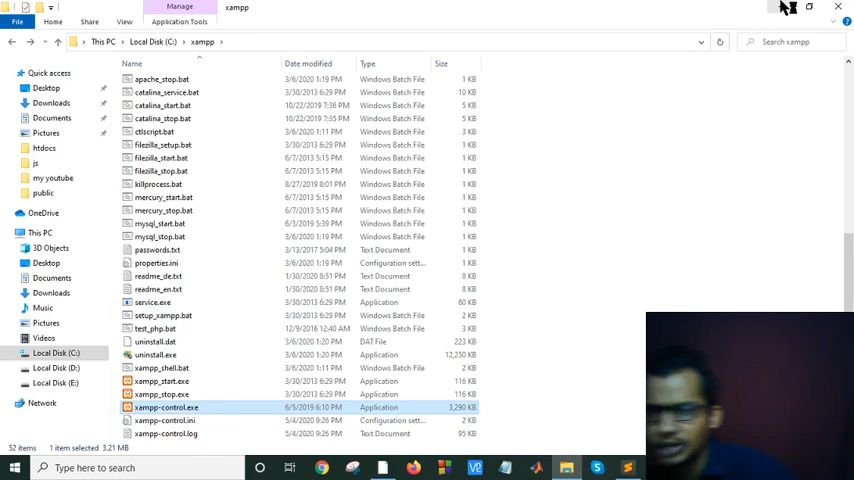 Manage
xampp
File
Home
Share
View
Application Tools
This PC
Local Disk (C:)
xampp
Search xampp
Name
Date modified
Type
Size
Quick access
Desktop
Downloads
Documents
Pictures
htdocs
js
my youtube
public
OneDrive
This PC
3D Objects
Desktop
Documents
Downloads
Music
Pictures
Videos
Local Disk (C:)
Local Disk (D:)
Local Disk (E:)
Network
apache_stop.bat 3/6/2020 1:19 PM Windows Batch File 1 KB
catalina_service.bat 3/30/2013 6:29 PM Windows Batch File 10 KB
catalina_start.bat 10/22/2019 7:36 PM Windows Batch File 5 KB
catalina_stop.bat 10/22/2019 7:35 PM Windows Batch File 5 KB
ctlscript.bat 3/6/2020 1:11 PM Windows Batch File 3 KB
filezilla_setup.bat 3/30/2013 6:29 PM Windows Batch File 1 KB
filezilla_start.bat 6/7/2013 5:15 PM Windows Batch File 1 KB
filezilla_stop.bat 6/7/2013 5:15 PM Windows Batch File 1 KB
killprocess.bat 8/27/2019 8:01 PM Windows Batch File 1 KB
mercury_start.bat 6/7/2013 5:15 PM Windows Batch File 1 KB
mercury_stop.bat 6/7/2013 5:15 PM Windows Batch File 1 KB
mysql_start.bat 6/3/2019 5:39 PM Windows Batch File 1 KB
mysql_stop.bat 3/6/2020 1:19 PM Windows Batch File 1 KB
passwords.txt 3/13/2017 5:04 PM Text Document 1 KB
properties.ini 3/6/2020 1:19 PM Configuration sett... 1 KB
readme_de.txt 1/30/2020 8:51 PM Text Document 8 KB
readme_en.txt 1/30/2020 8:51 PM Text Document 8 KB
service.exe 3/30/2013 6:29 PM Application 60 KB
setup_xampp.bat 3/30/2013 6:29 PM Windows Batch File 2 KB
test_php.bat 12/9/2016 12:40 AM Windows Batch File 3 KB
uninstall.dat 3/6/2020 1:20 PM DAT File 223 KB
uninstall.exe 3/6/2020 1:20 PM Application 12,250 KB
xampp_shell.bat 3/6/2020 1:11 PM Windows Batch File 2 KB
xampp_start.exe 3/30/2013 6:29 PM Application 116 KB
xampp_stop.exe 3/30/2013 6:29 PM Application 116 KB
xampp-control.exe 6/5/2019 6:10 PM Application 3,290 KB
xampp-control.ini 5/4/2020 9:26 PM Configuration sett... 2 KB
xampp-control.log 5/4/2020 9:26 PM Text Document 95 KB
52 items 1 item selected 3.21 MB
Type here to search
V2